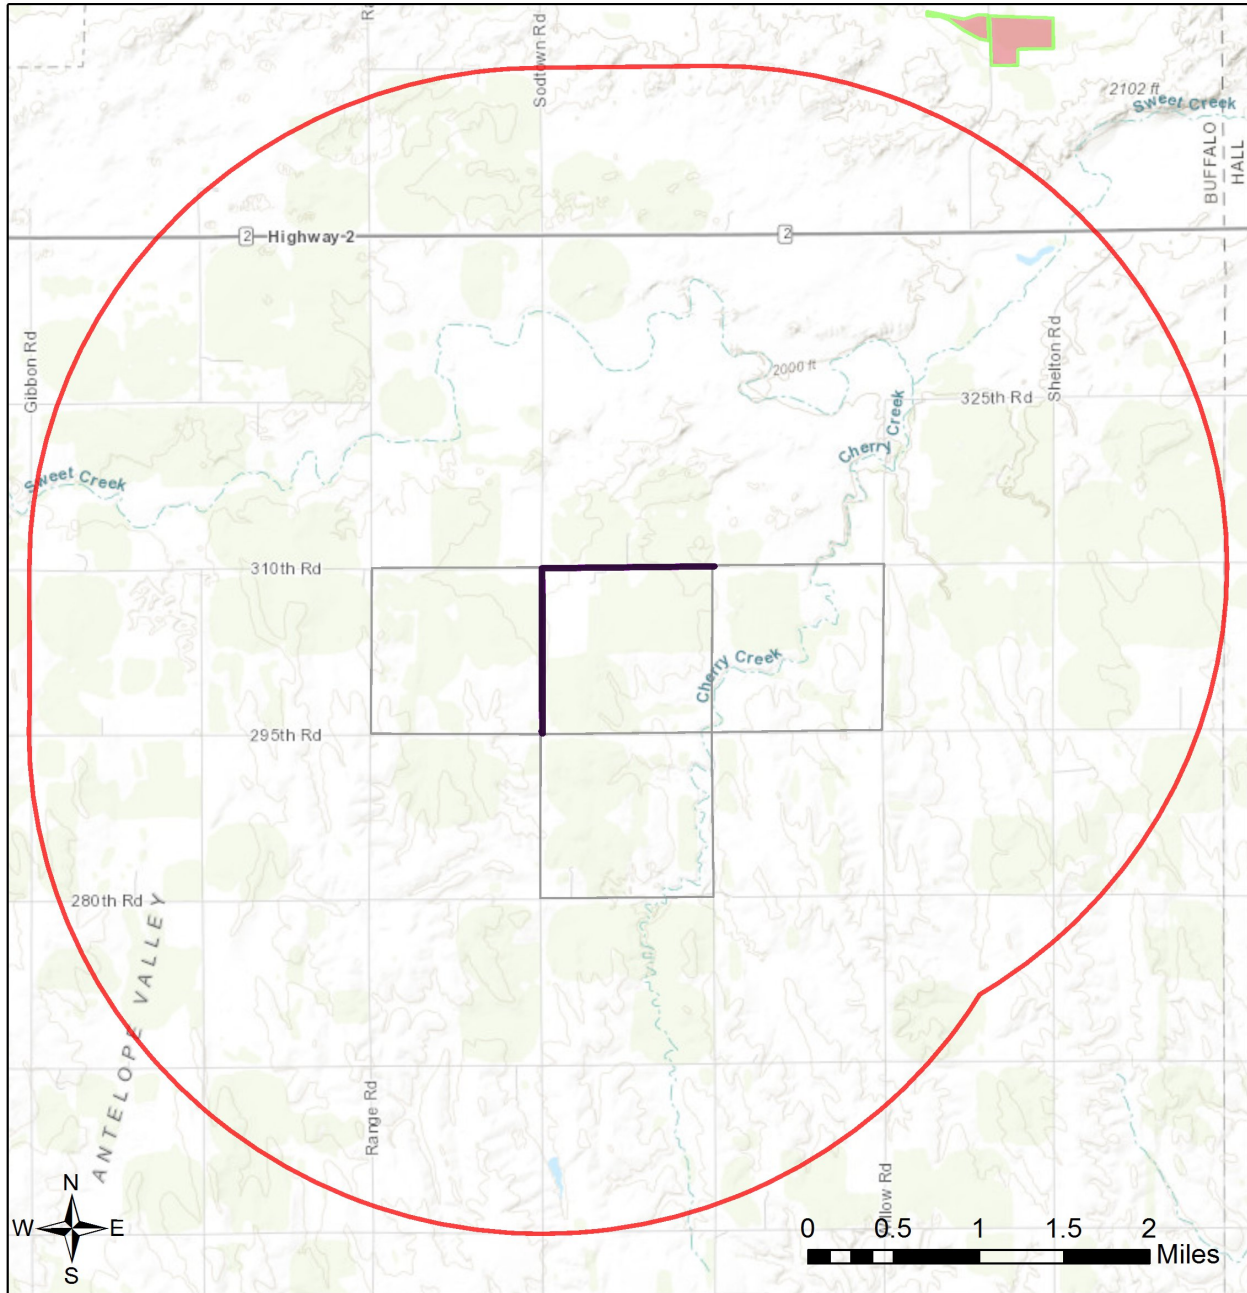 Sodtown Rd
2102 ft
Sweet Creek
BUFFALO
HALL
2
Highway-2
2
Gibbon Rd
Shelton Rd
2000 ft
325th Rd
Cherry Creek
Sweet Creek
310th Rd
Cherry Creek
295th Rd
280th Rd
ANTELOPE VALLEY
Range Rd
N
W
E
S
0 0.5 1 1.5 2
Miles